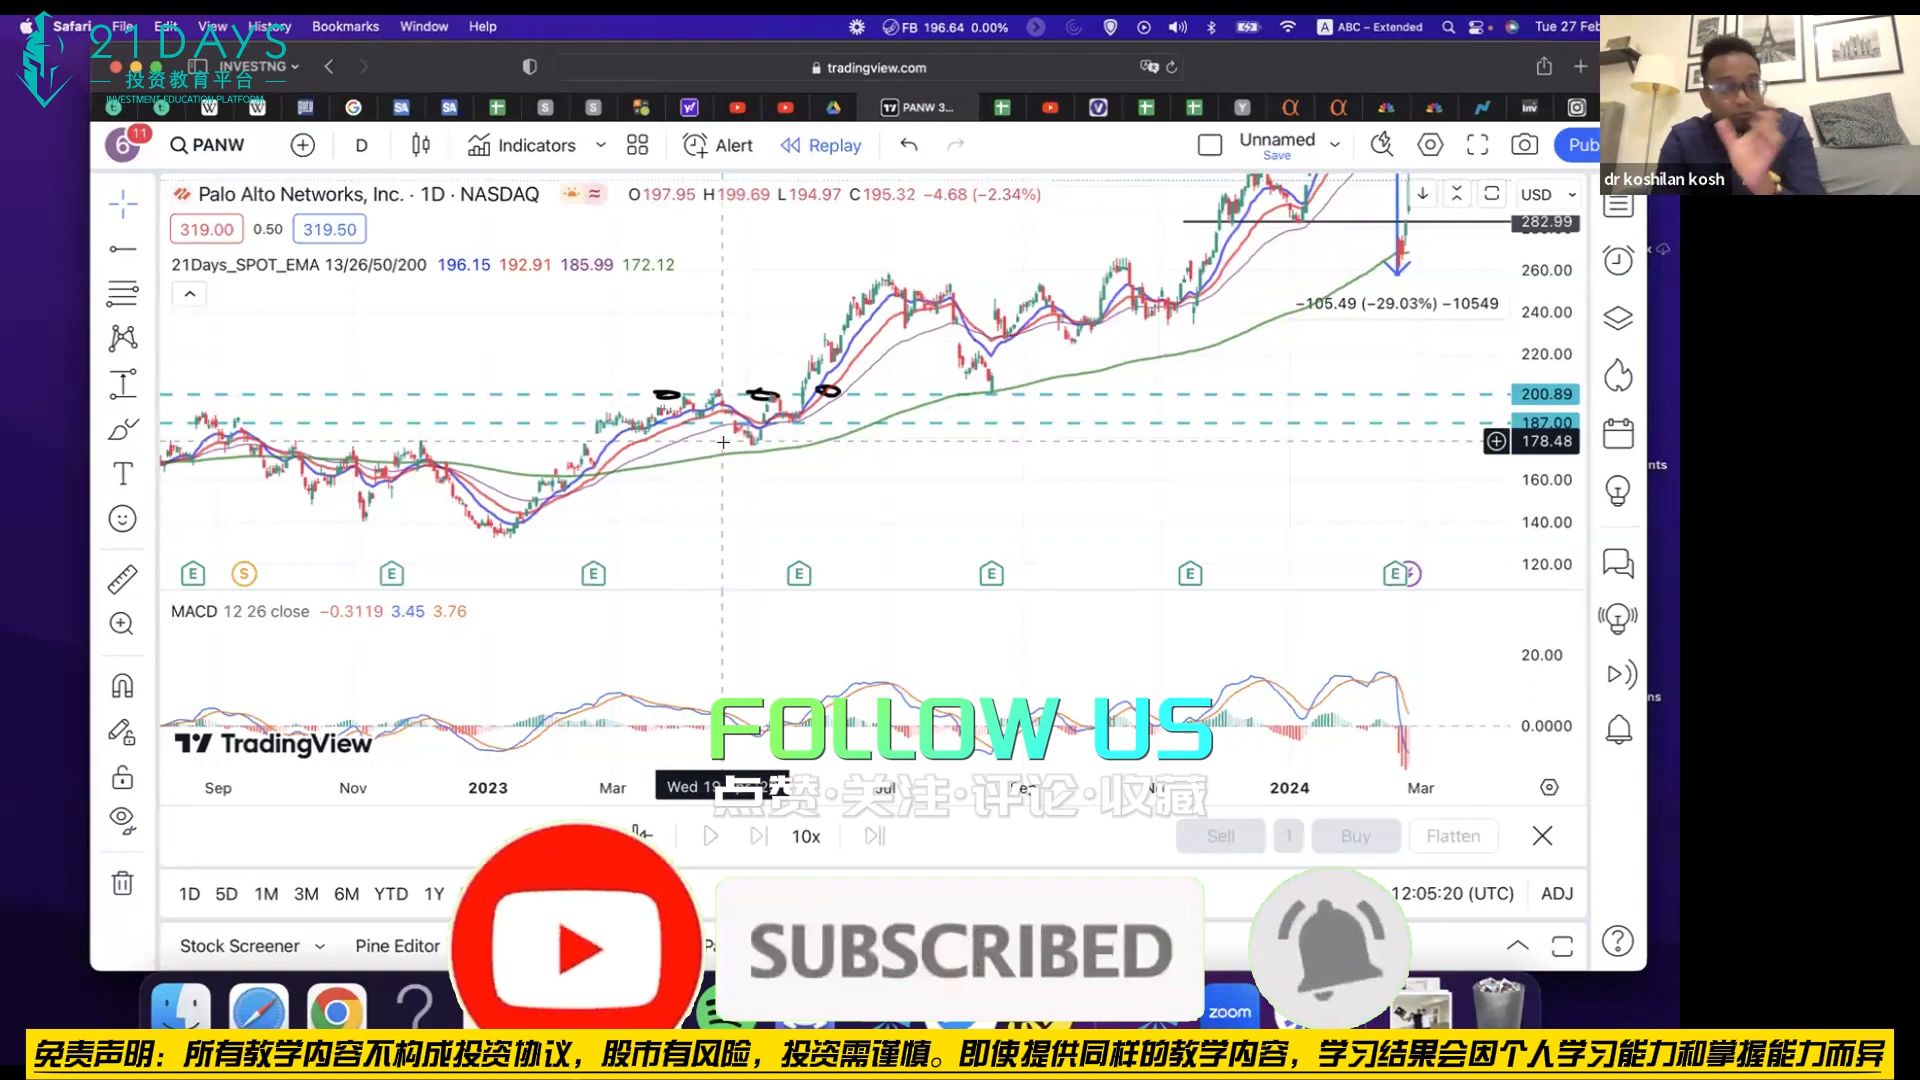 Safari File Edit View History Bookmarks Window Help
FB 196.64 0.00%
ABC – Extended
Tue 27 Feb
21DAYS
投资教育平台
INVESTMENT EDUCATION PLATFORM
INVESTNG
tradingview.com
PANW 3...
dr koshilan kosh
6 11 PANW D Indicators Alert Replay Unnamed Save Pub
Palo Alto Networks, Inc. · 1D · NASDAQ O197.95 H199.69 L194.97 C195.32 −4.68 (−2.34%) USD
319.00 0.50 319.50
21Days_SPOT_EMA 13/26/50/200 196.15 192.91 185.99 172.12
282.99
260.00
−105.49 (−29.03%) −10549
240.00
220.00
200.89
187.00
178.48
160.00
140.00
120.00
E S E E E E E E
MACD 12 26 close −0.3119 3.45 3.76
20.00
0.0000
TradingView
FOLLOW US
点赞·关注·评论·收藏
Sep Nov 2023 Mar Wed 19 Jul 2024 Mar
10x Sell 1 Buy Flatten
1D 5D 1M 3M 6M YTD 1Y 12:05:20 (UTC) ADJ
Stock Screener Pine Editor
SUBSCRIBED
zoom
免责声明：所有教学内容不构成投资协议，股市有风险，投资需谨慎。即使提供同样的教学内容，学习结果会因个人学习能力和掌握能力而异